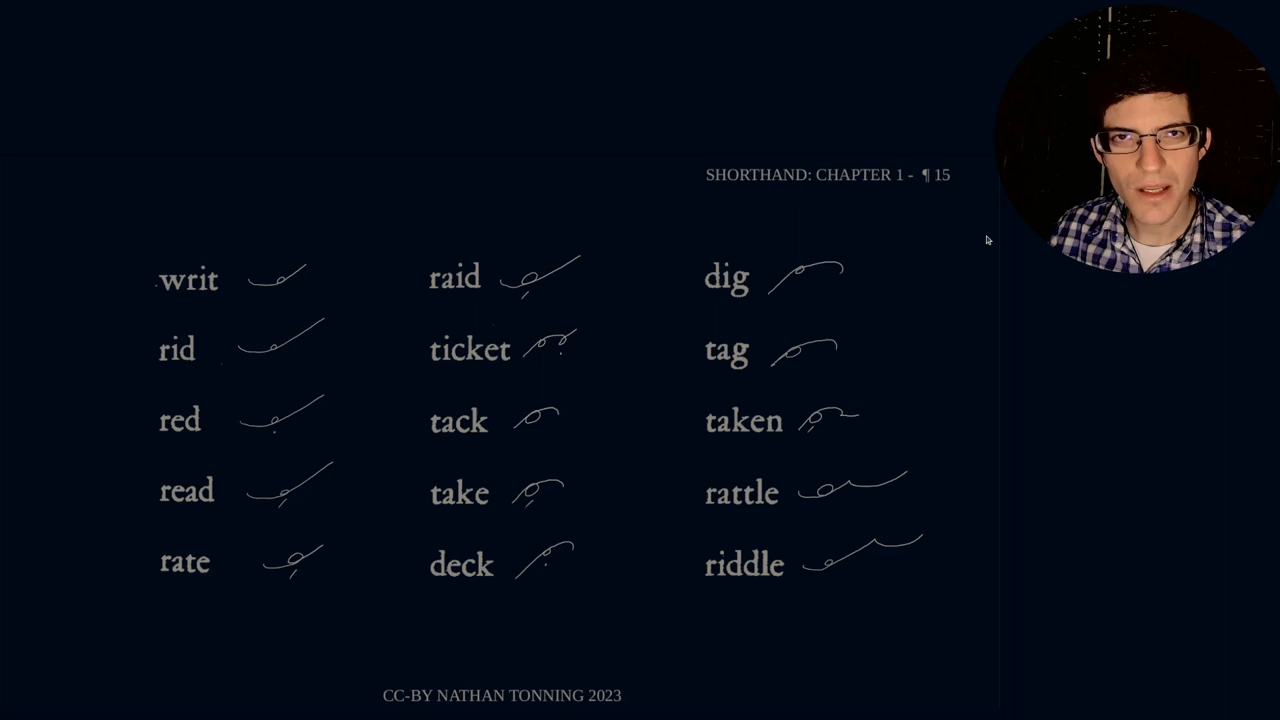 SHORTHAND: CHAPTER 1 - ¶ 15
writ
rid
red
read
rate
raid
ticket
tack
take
deck
dig
tag
taken
rattle
riddle
CC-BY NATHAN TONNING 2023